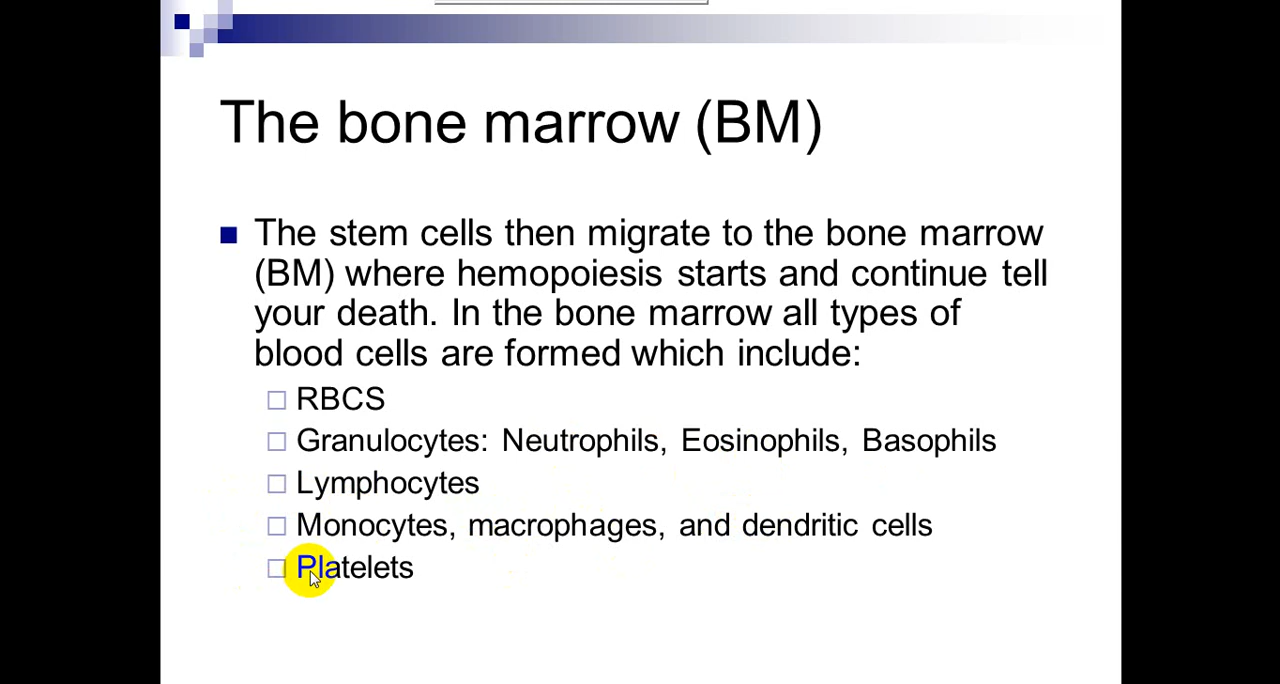 The bone marrow (BM)
The stem cells then migrate to the bone marrow
(BM) where hemopoiesis starts and continue tell
your death. In the bone marrow all types of
blood cells are formed which include:
RBCS
Granulocytes: Neutrophils, Eosinophils, Basophils
Lymphocytes
Monocytes, macrophages, and dendritic cells
Platelets